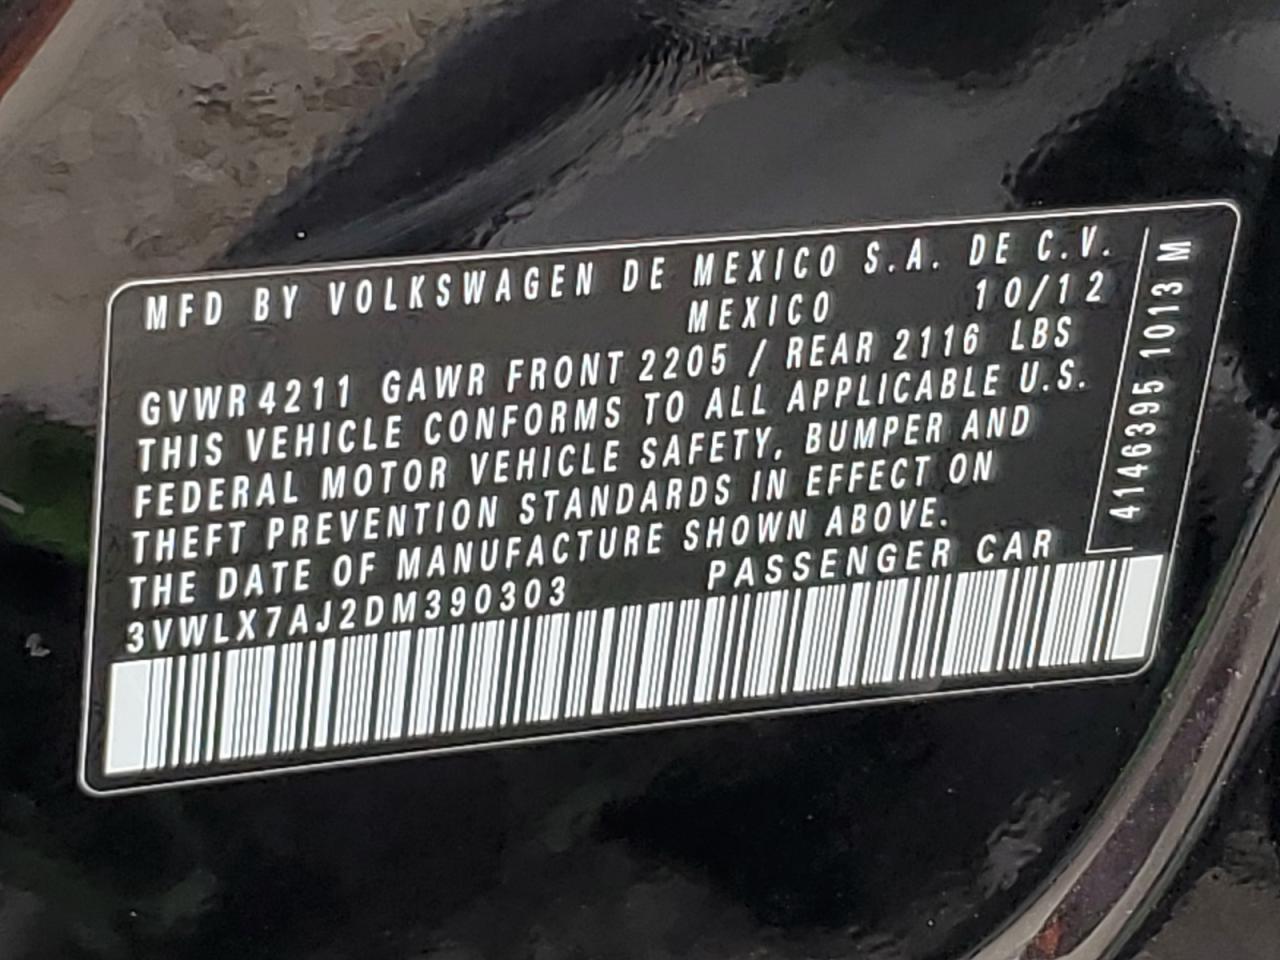 MFD BY VOLKSWAGEN DE MEXICO S.A. DE C.V.
MEXICO 10/12
GVWR 4211 GAWR FRONT 2205 / REAR 2116 LBS
THIS VEHICLE CONFORMS TO ALL APPLICABLE U.S.
FEDERAL MOTOR VEHICLE SAFETY, BUMPER AND
THEFT PREVENTION STANDARDS IN EFFECT ON
THE DATE OF MANUFACTURE SHOWN ABOVE.
3VWLX7AJ2DM390303 PASSENGER CAR
4146395 1013 M